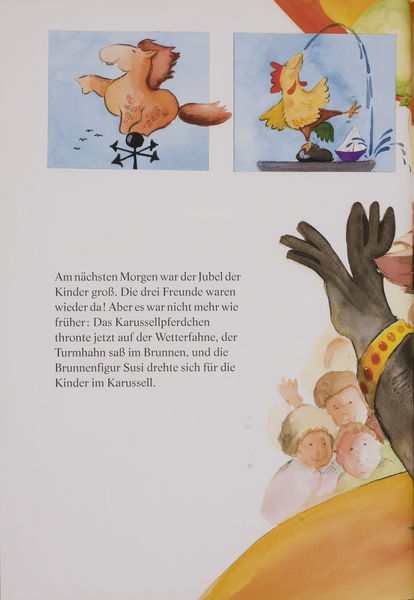 Am nächsten Morgen war der Jubel der
Kinder groß. Die drei Freunde waren
wieder da! Aber es war nicht mehr wie
früher: Das Karussellpferdchen
thronte jetzt auf der Wetterfahne, der
Turmhahn saß im Brunnen, und die
Brunnenfigur Susi drehte sich für die
Kinder im Karussell.